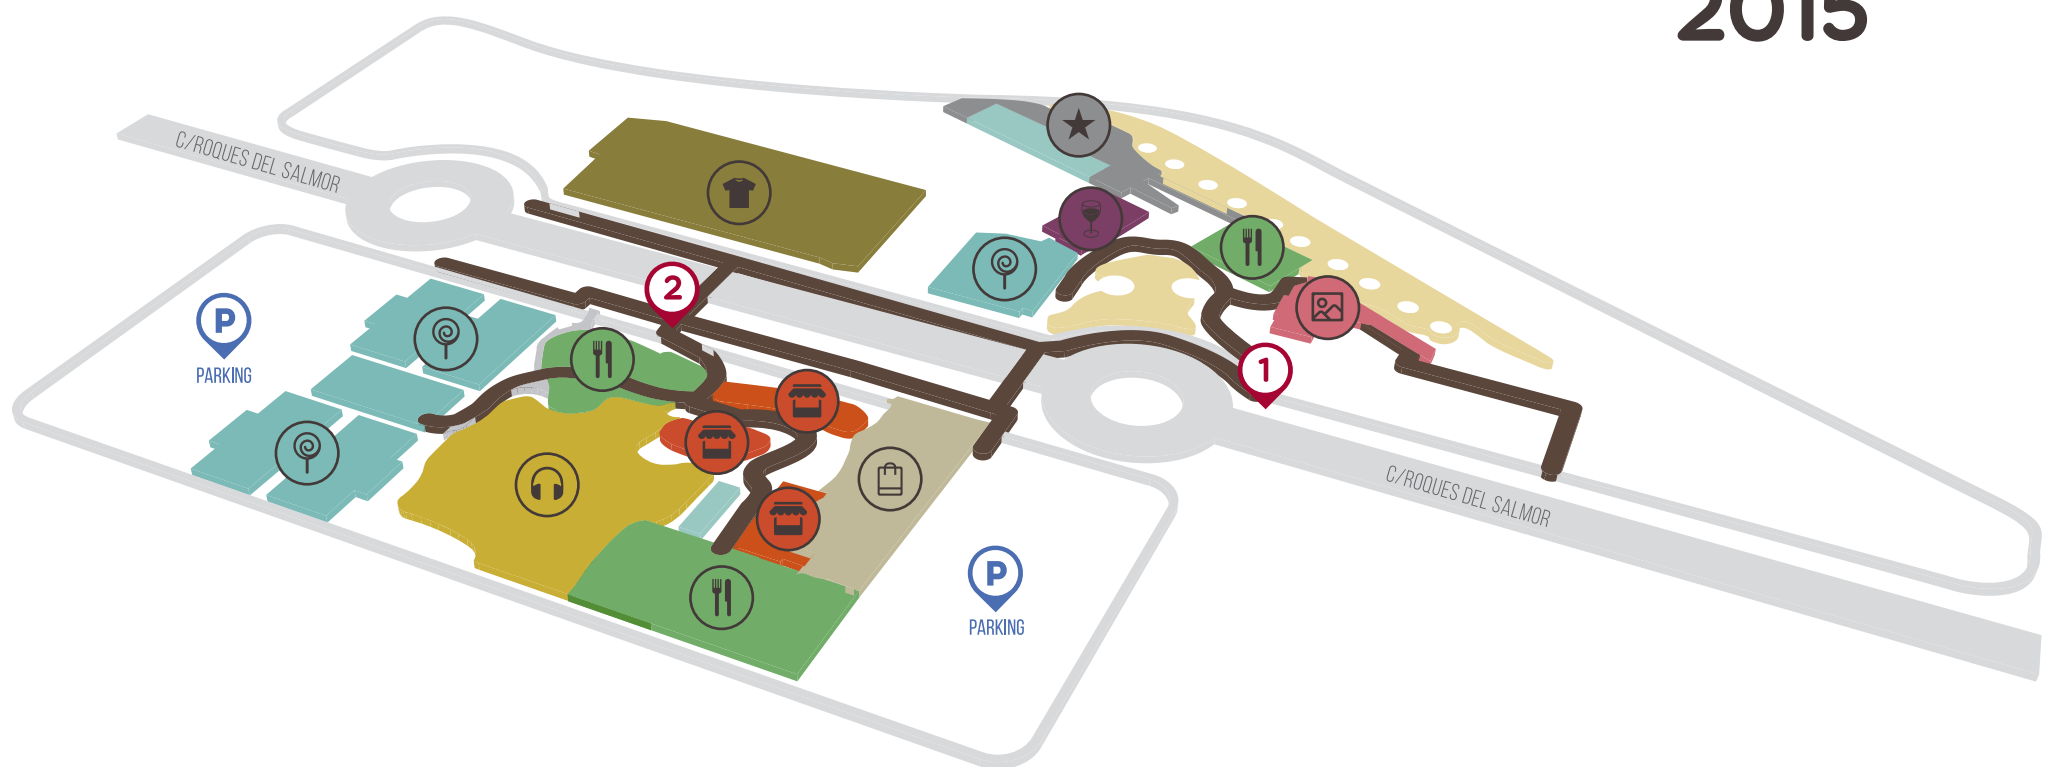 2015
C/ROQUES DEL SALMOR
2
P
PARKING
1
C/ROQUES DEL SALMOR
P
PARKING